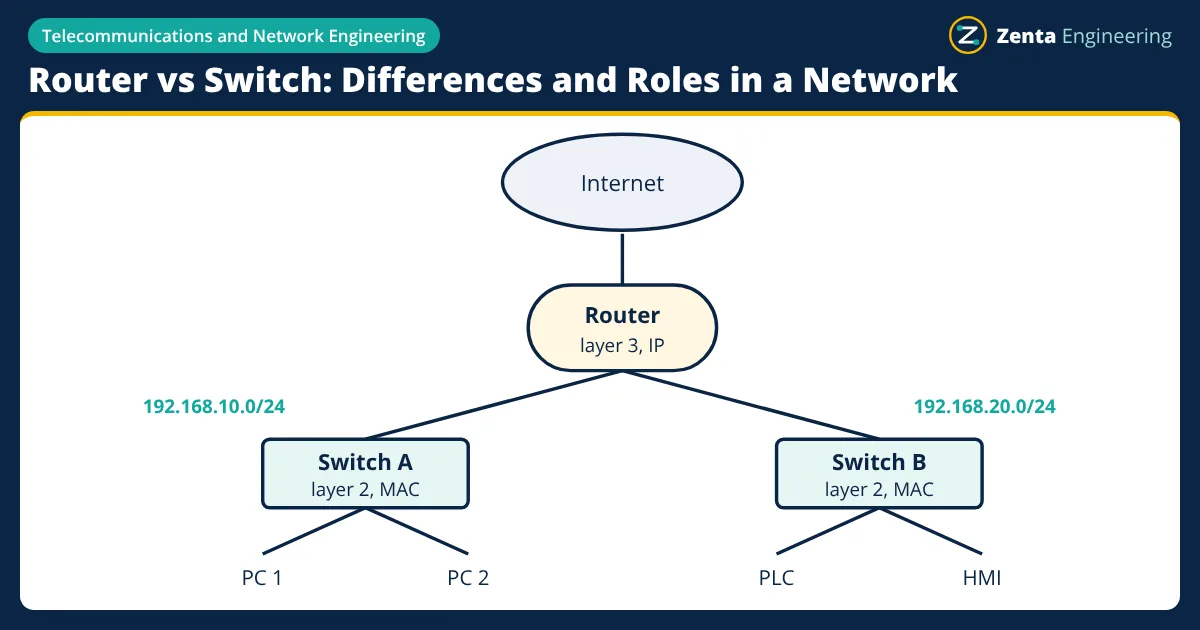 Telecommunications and Network Engineering
Zenta Engineering
Router vs Switch: Differences and Roles in a Network
Internet
Router
layer 3, IP
192.168.10.0/24
192.168.20.0/24
Switch A
layer 2, MAC
Switch B
layer 2, MAC
PC 1
PC 2
PLC
HMI